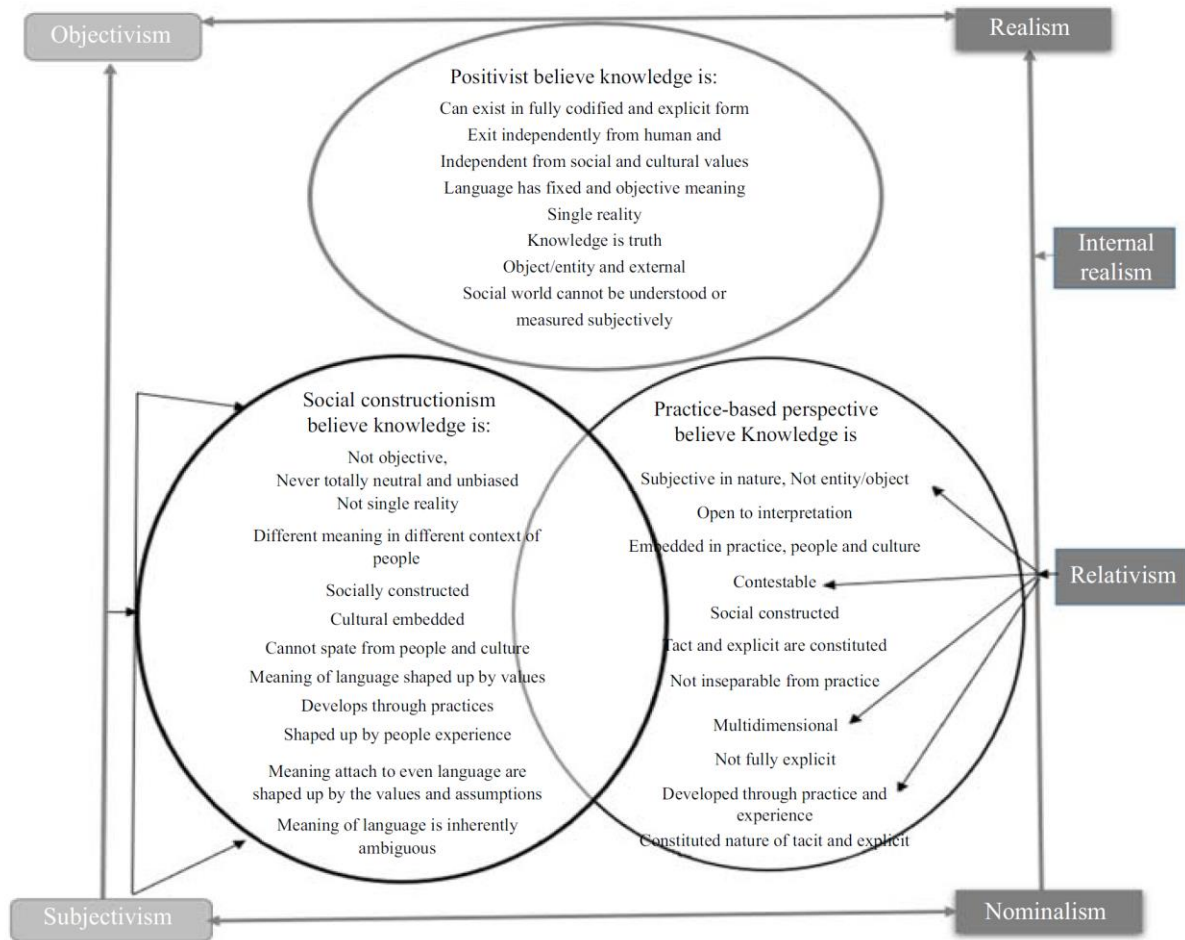 Objectivism
Realism
Positivist believe knowledge is:
Can exist in fully codified and explicit form
Exit independently from human and
Independent from social and cultural values
Language has fixed and objective meaning
Single reality
Knowledge is truth
Object/entity and external
Social world cannot be understood or
measured subjectively
Internal
realism
Social constructionism
believe knowledge is:
Not objective,
Never totally neutral and unbiased
Not single reality
Different meaning in different context of
people
Socially constructed
Cultural embedded
Cannot spate from people and culture
Meaning of language shaped up by values
Develops through practices
Shaped up by people experience
Meaning attach to even language are
shaped up by the values and assumptions
Meaning of language is inherently
ambiguous
Practice-based perspective
believe Knowledge is
Subjective in nature, Not entity/object
Open to interpretation
Embedded in practice, people and culture
Contestable
Social constructed
Tact and explicit are constituted
Not inseparable from practice
Multidimensional
Not fully explicit
Developed through practice and
experience
Constituted nature of tacit and explicit
Relativism
Subjectivism
Nominalism